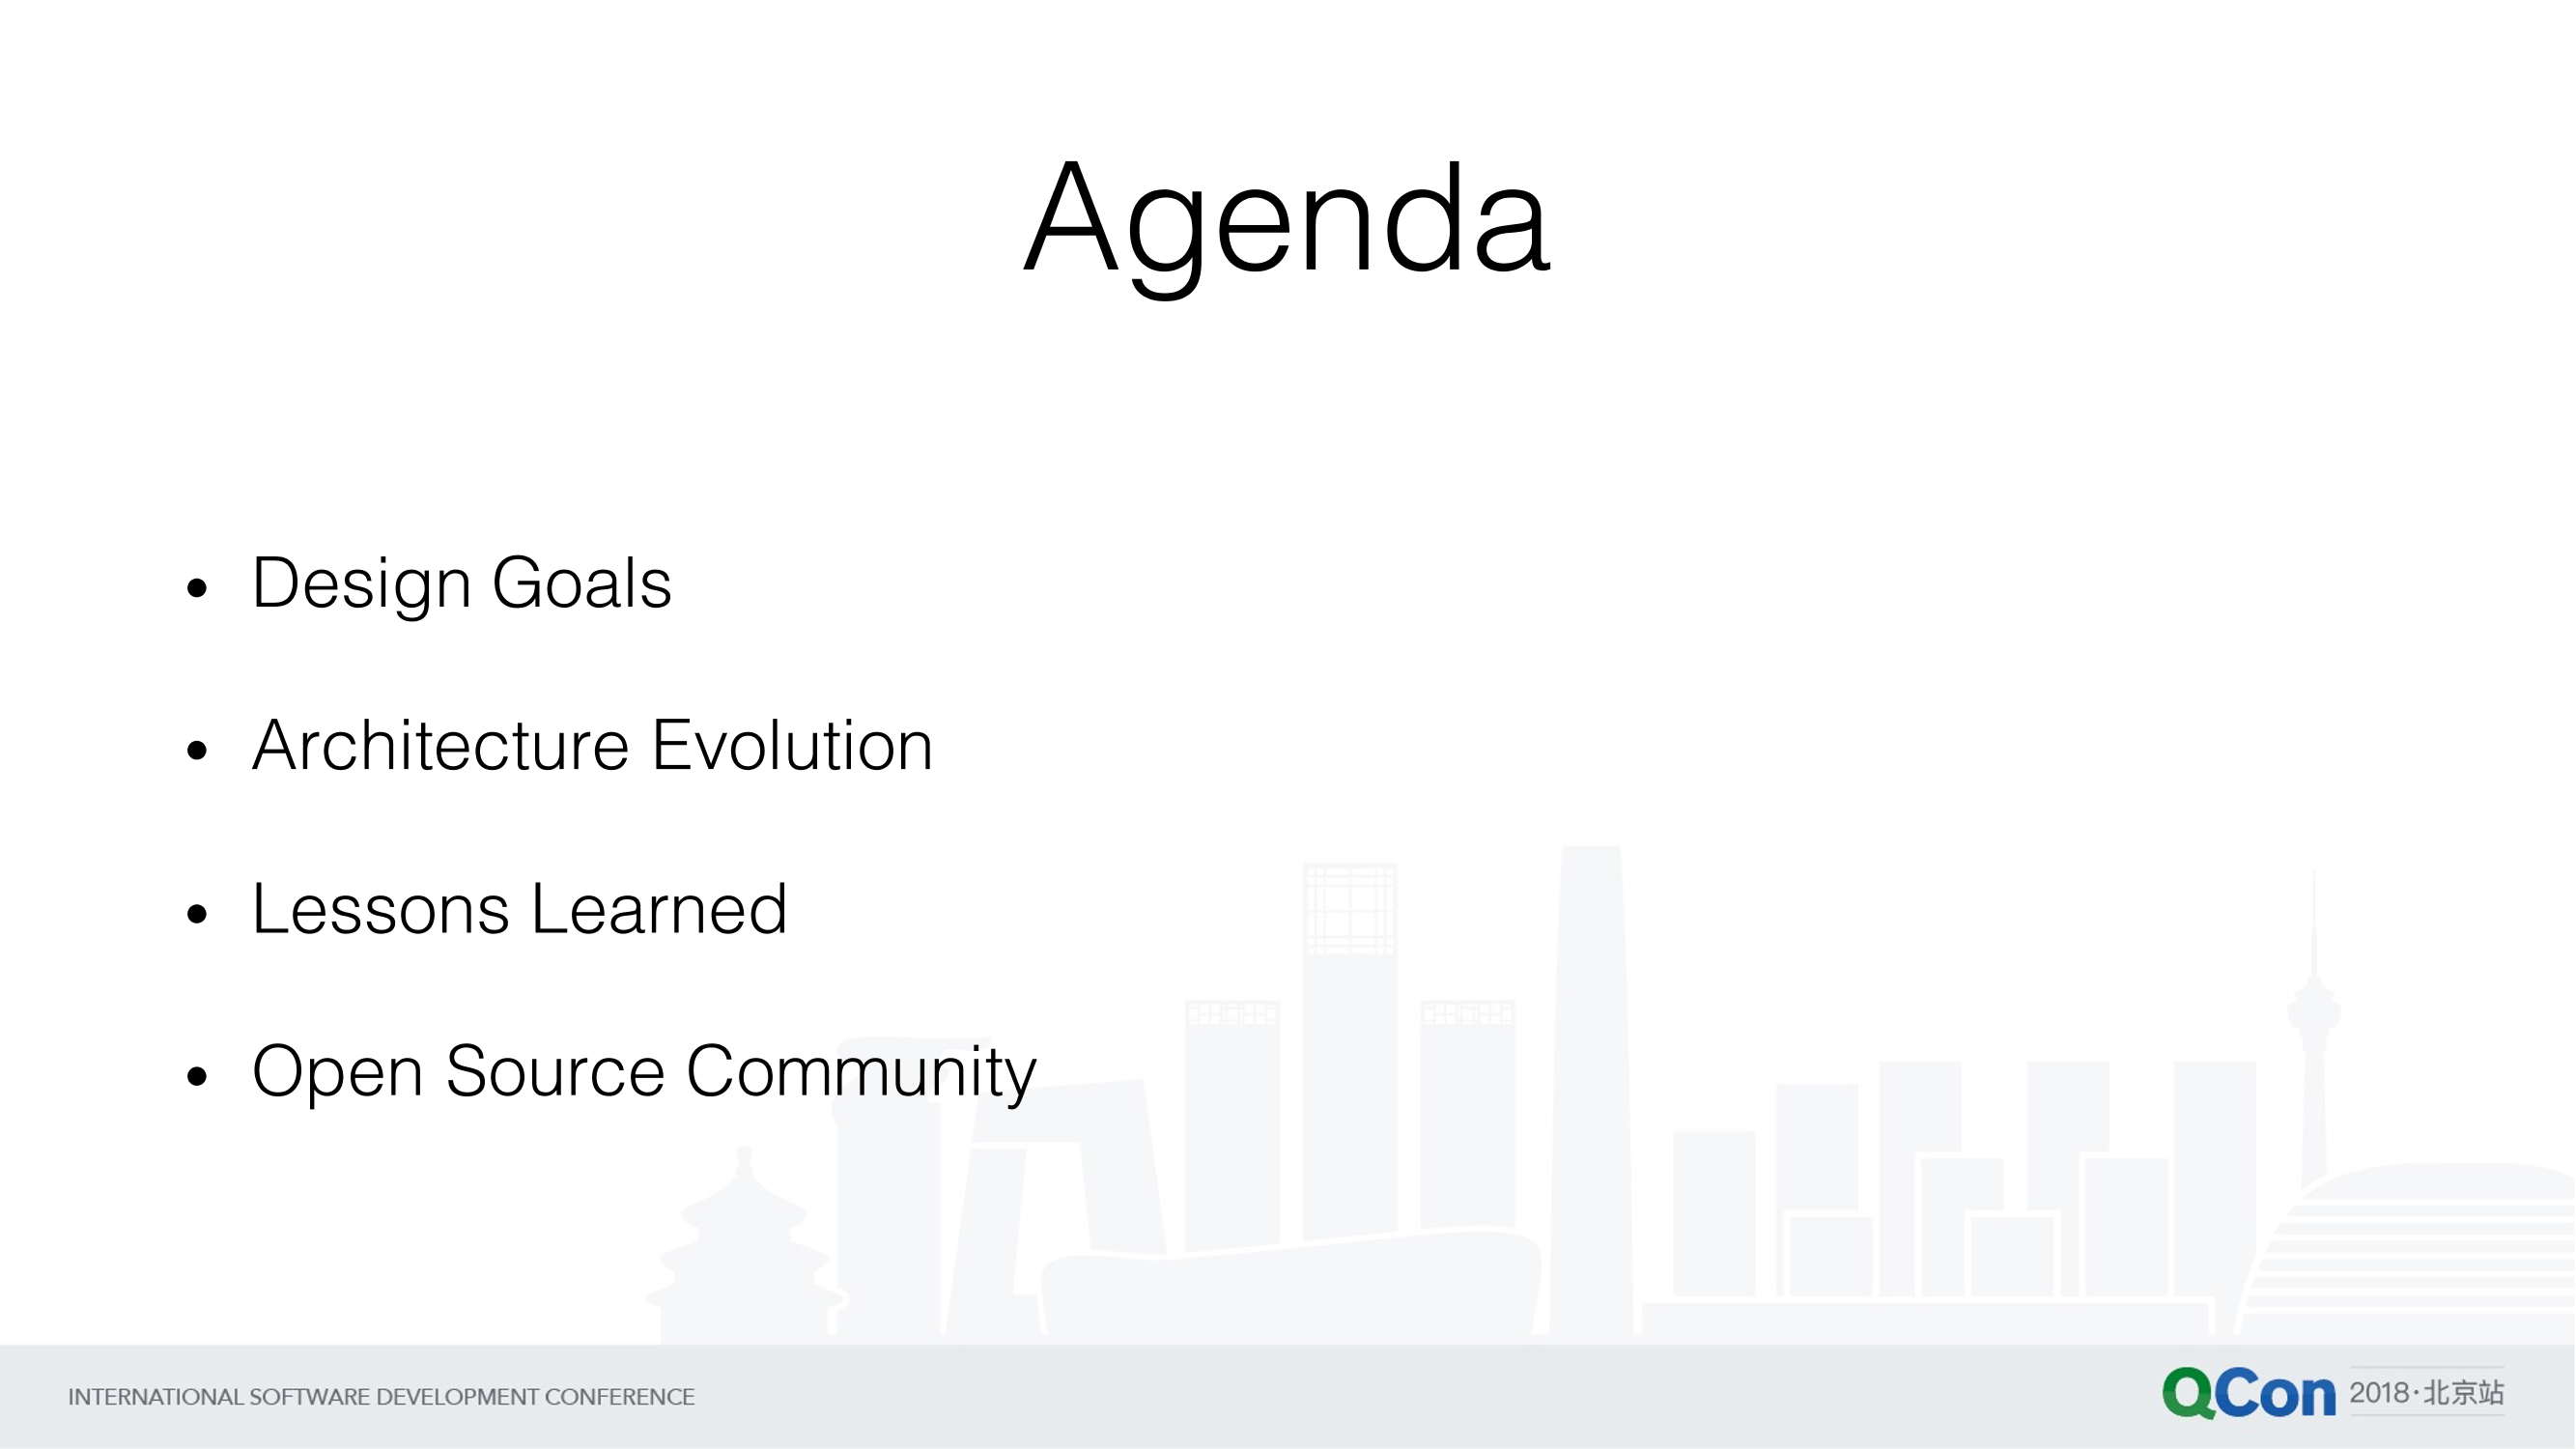 Agenda
• Design Goals
• Architecture Evolution
• Lessons Learned
• Open Source Community
INTERNATIONAL SOFTWARE DEVELOPMENT CONFERENCE
QCon 2018·北京站